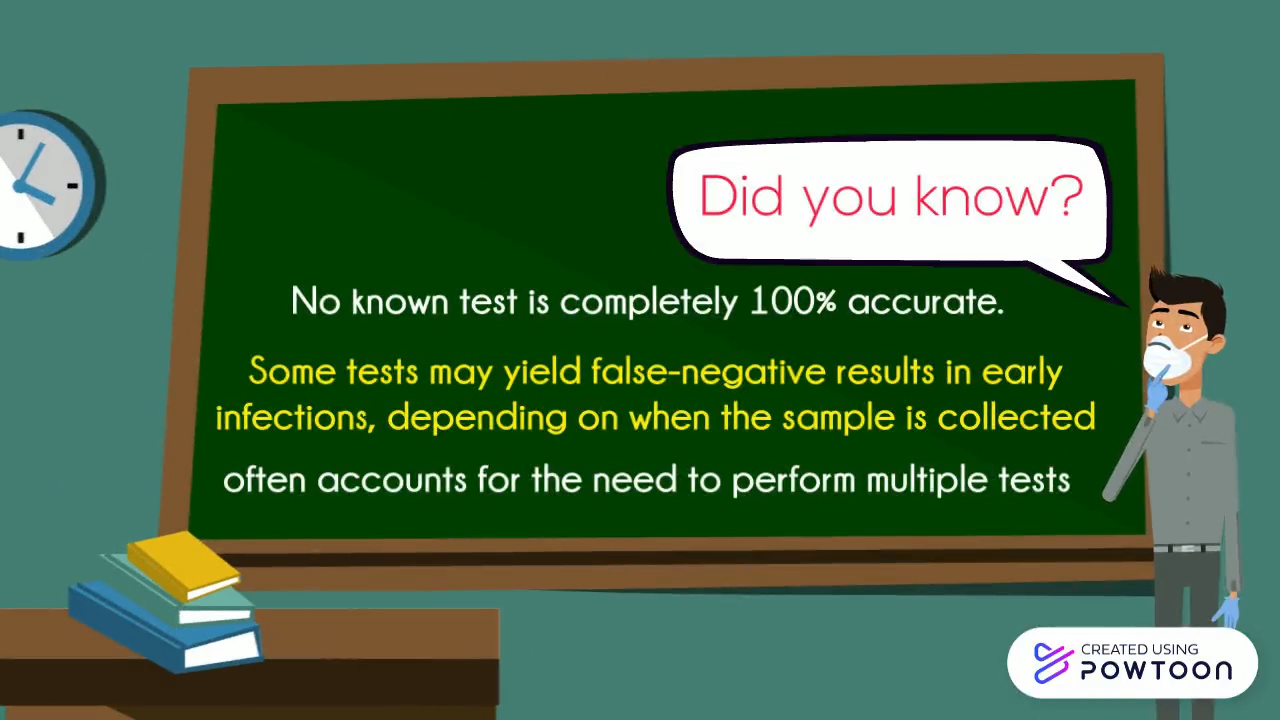 Did you know?
No known test is completely 100% accurate.
Some tests may yield false-negative results in early
infections, depending on when the sample is collected
often accounts for the need to perform multiple tests
CREATED USING
POWTOON